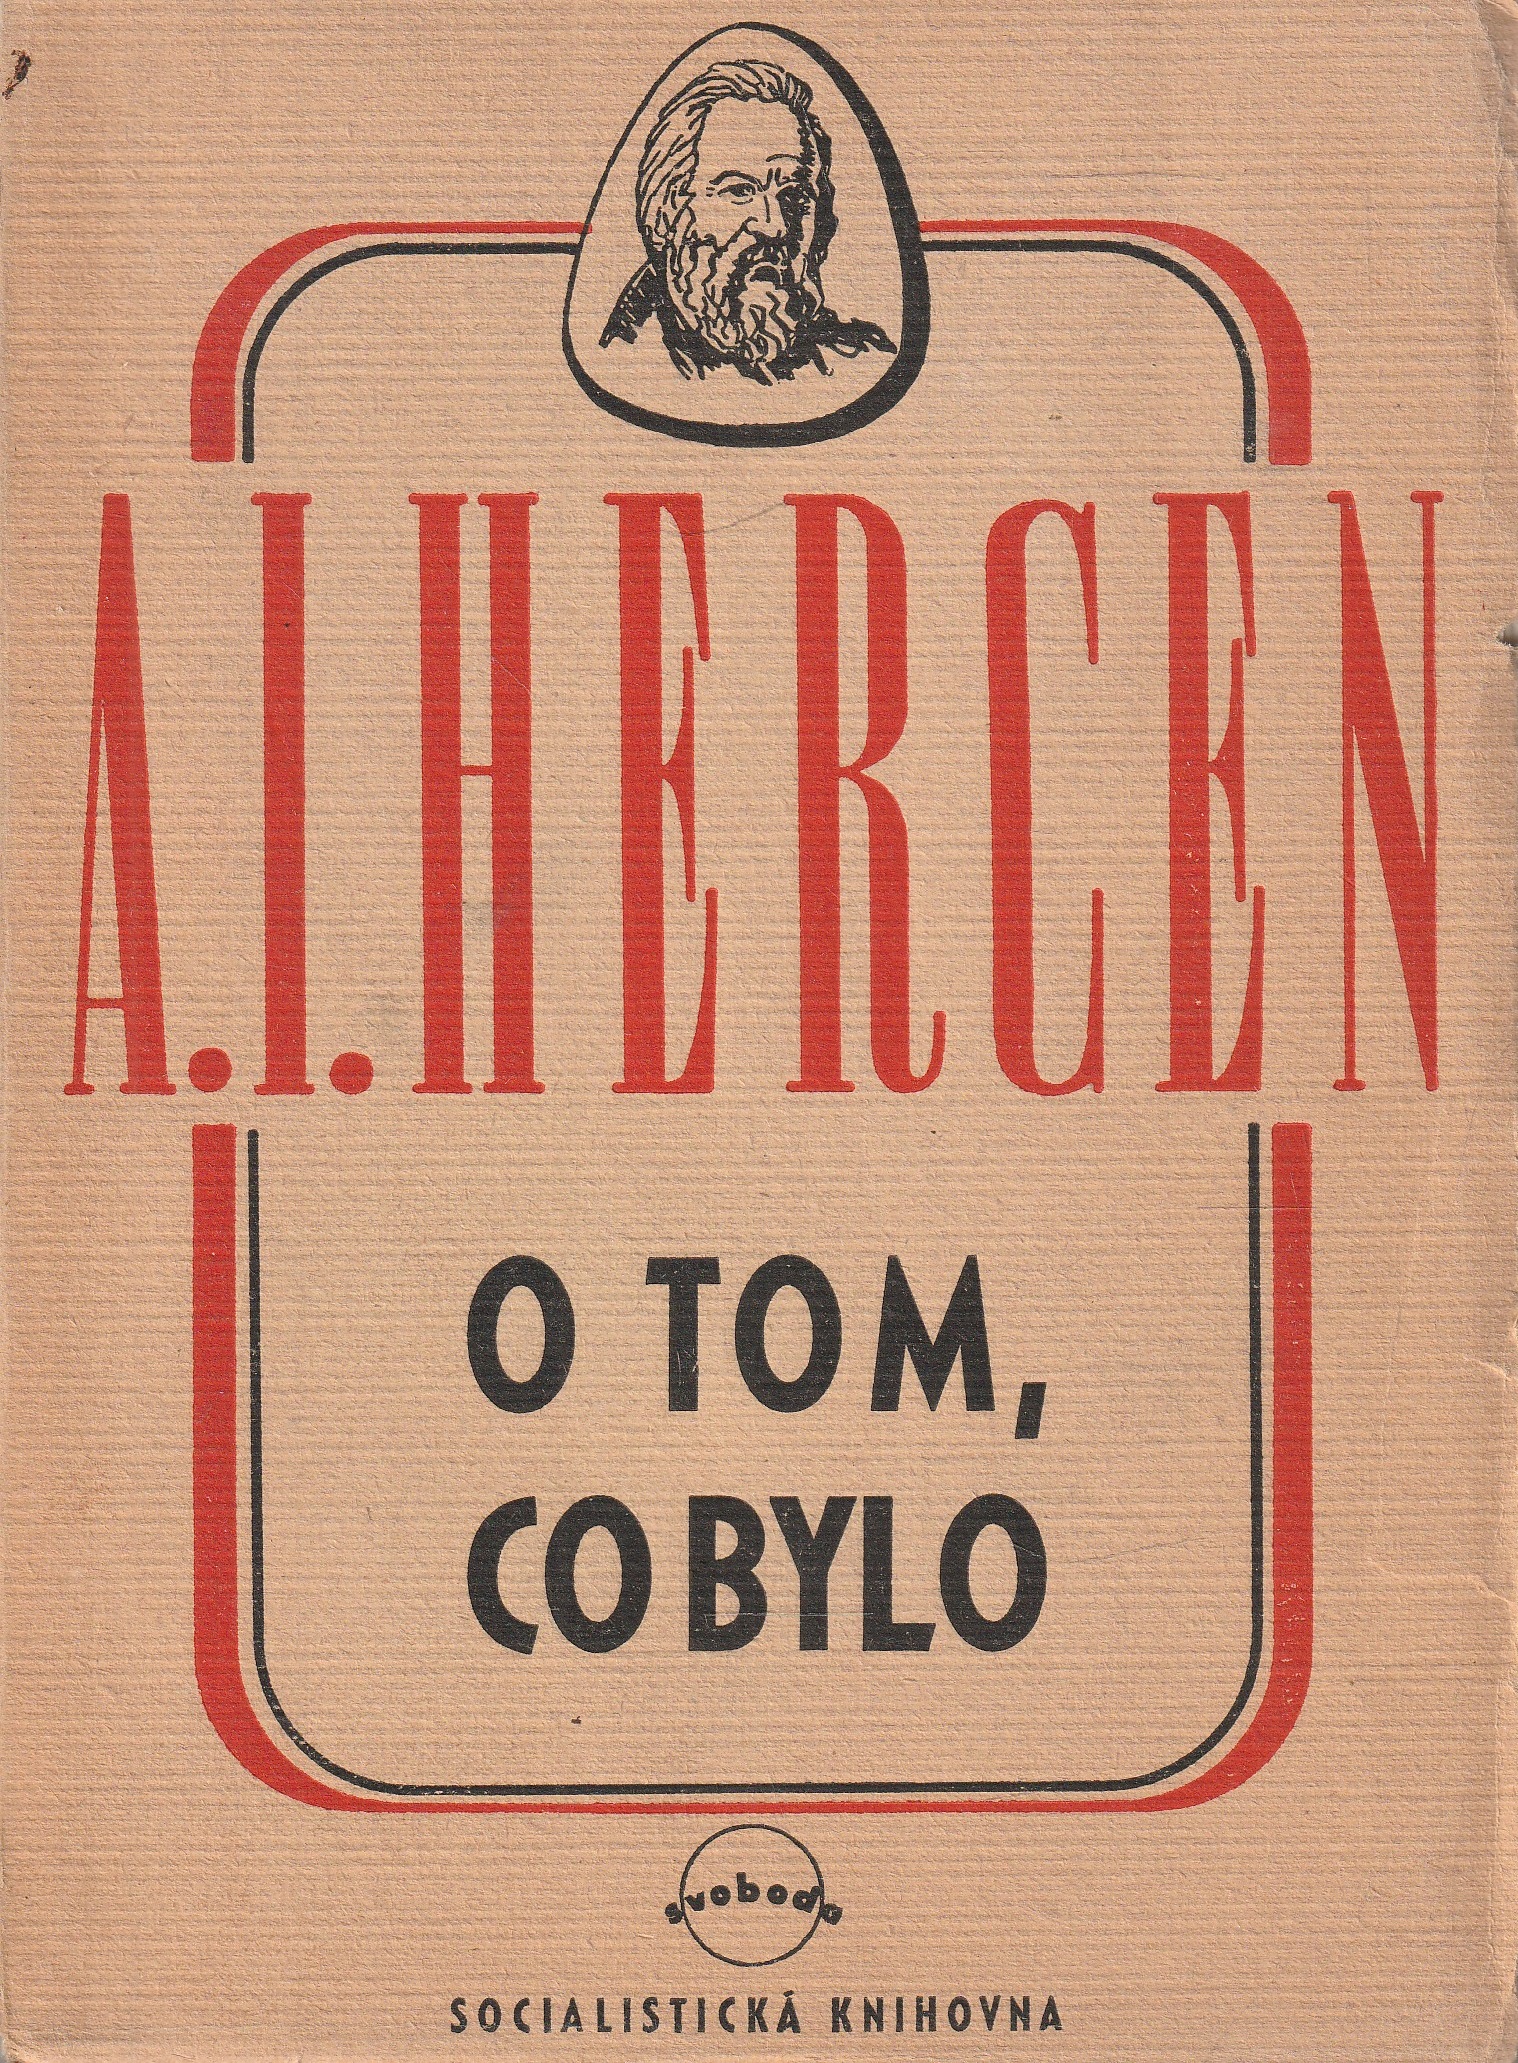 A.I.HERCEN
O TOM,
CO BYLO
svoboda
SOCIALISTICKÁ KNIHOVNA